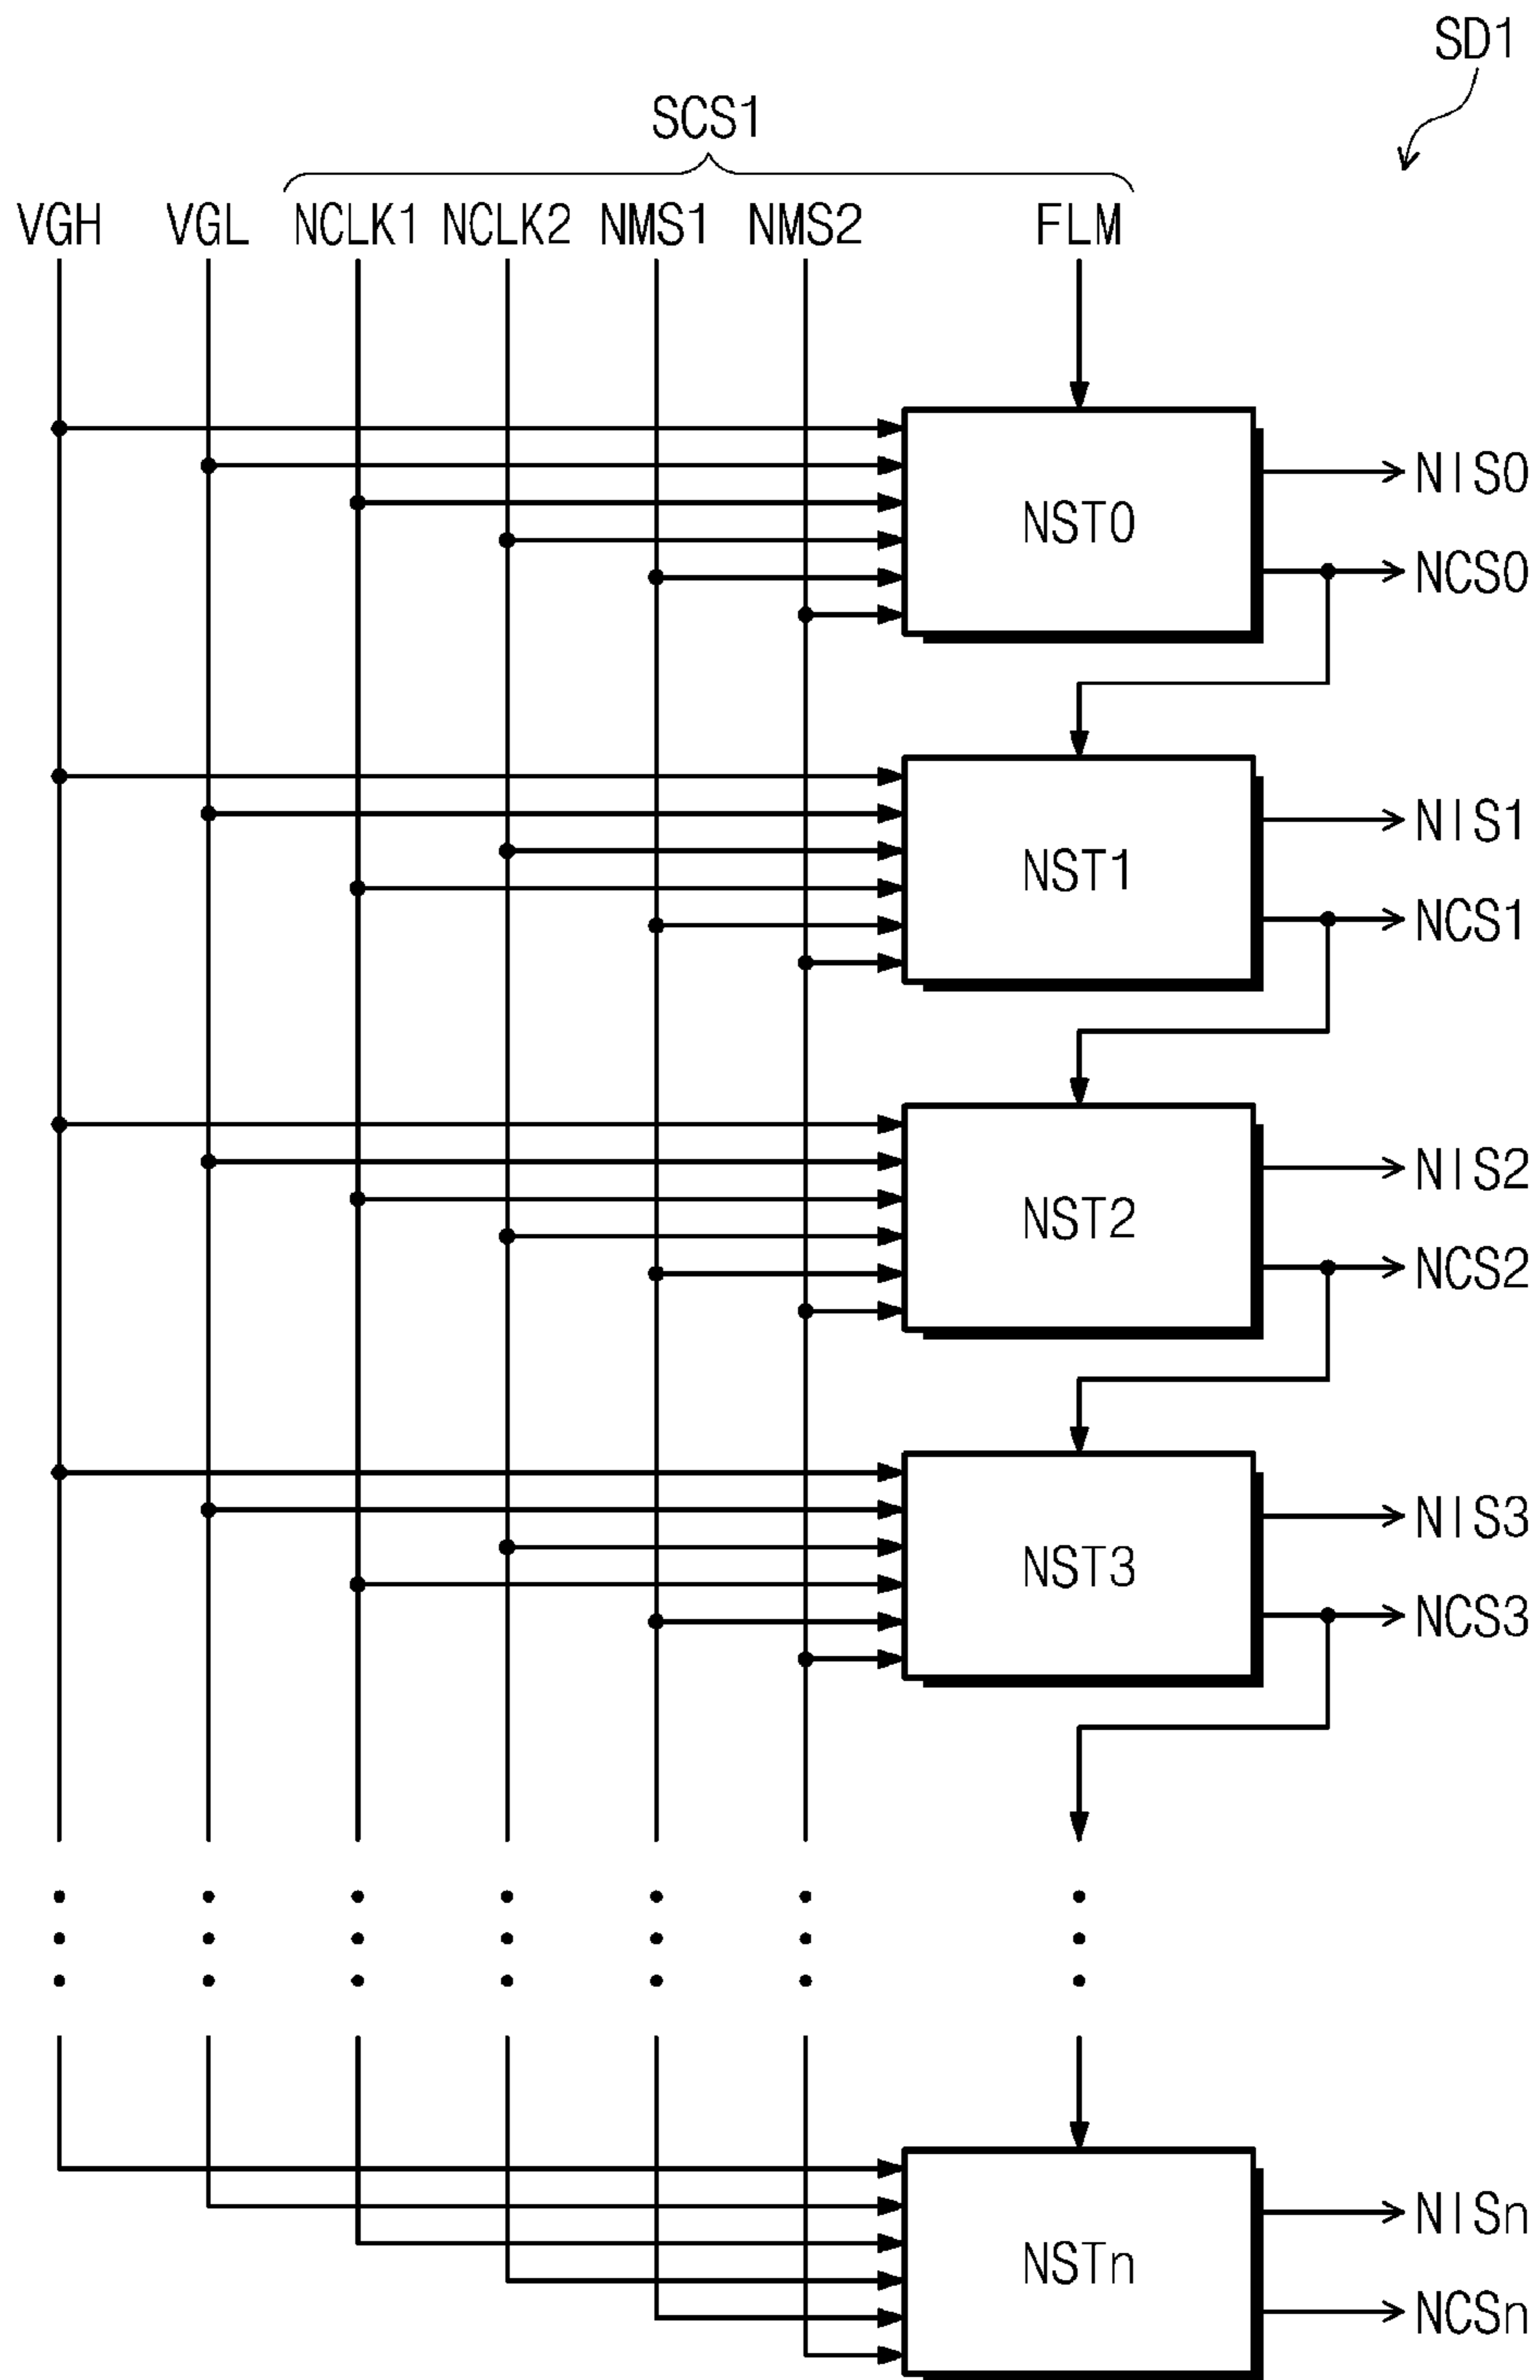 SD1
SCS1
VGH VGL NCLK1 NCLK2 NMS1 NMS2 FLM
NST0
NIS0
NCS0
NST1
NIS1
NCS1
NST2
NIS2
NCS2
NST3
NIS3
NCS3
NSTn
NISn
NCSn